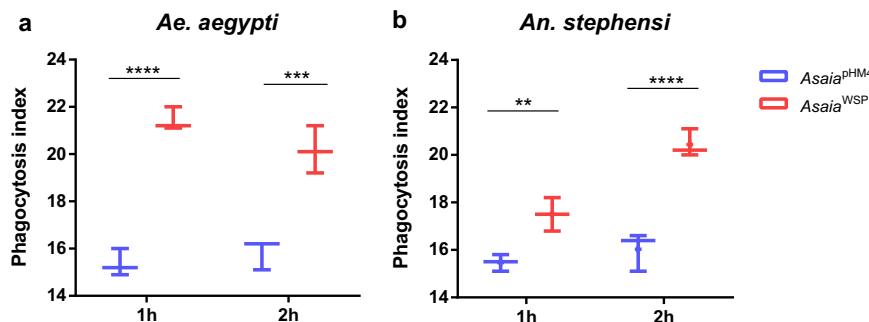 a
Ae. aegypti
Phagocytosis index
24
22
20
18
16
14
****
***
1h
2h
b
An. stephensi
Phagocytosis index
24
22
20
18
16
14
**
****
1h
2h
Asaia^WSP